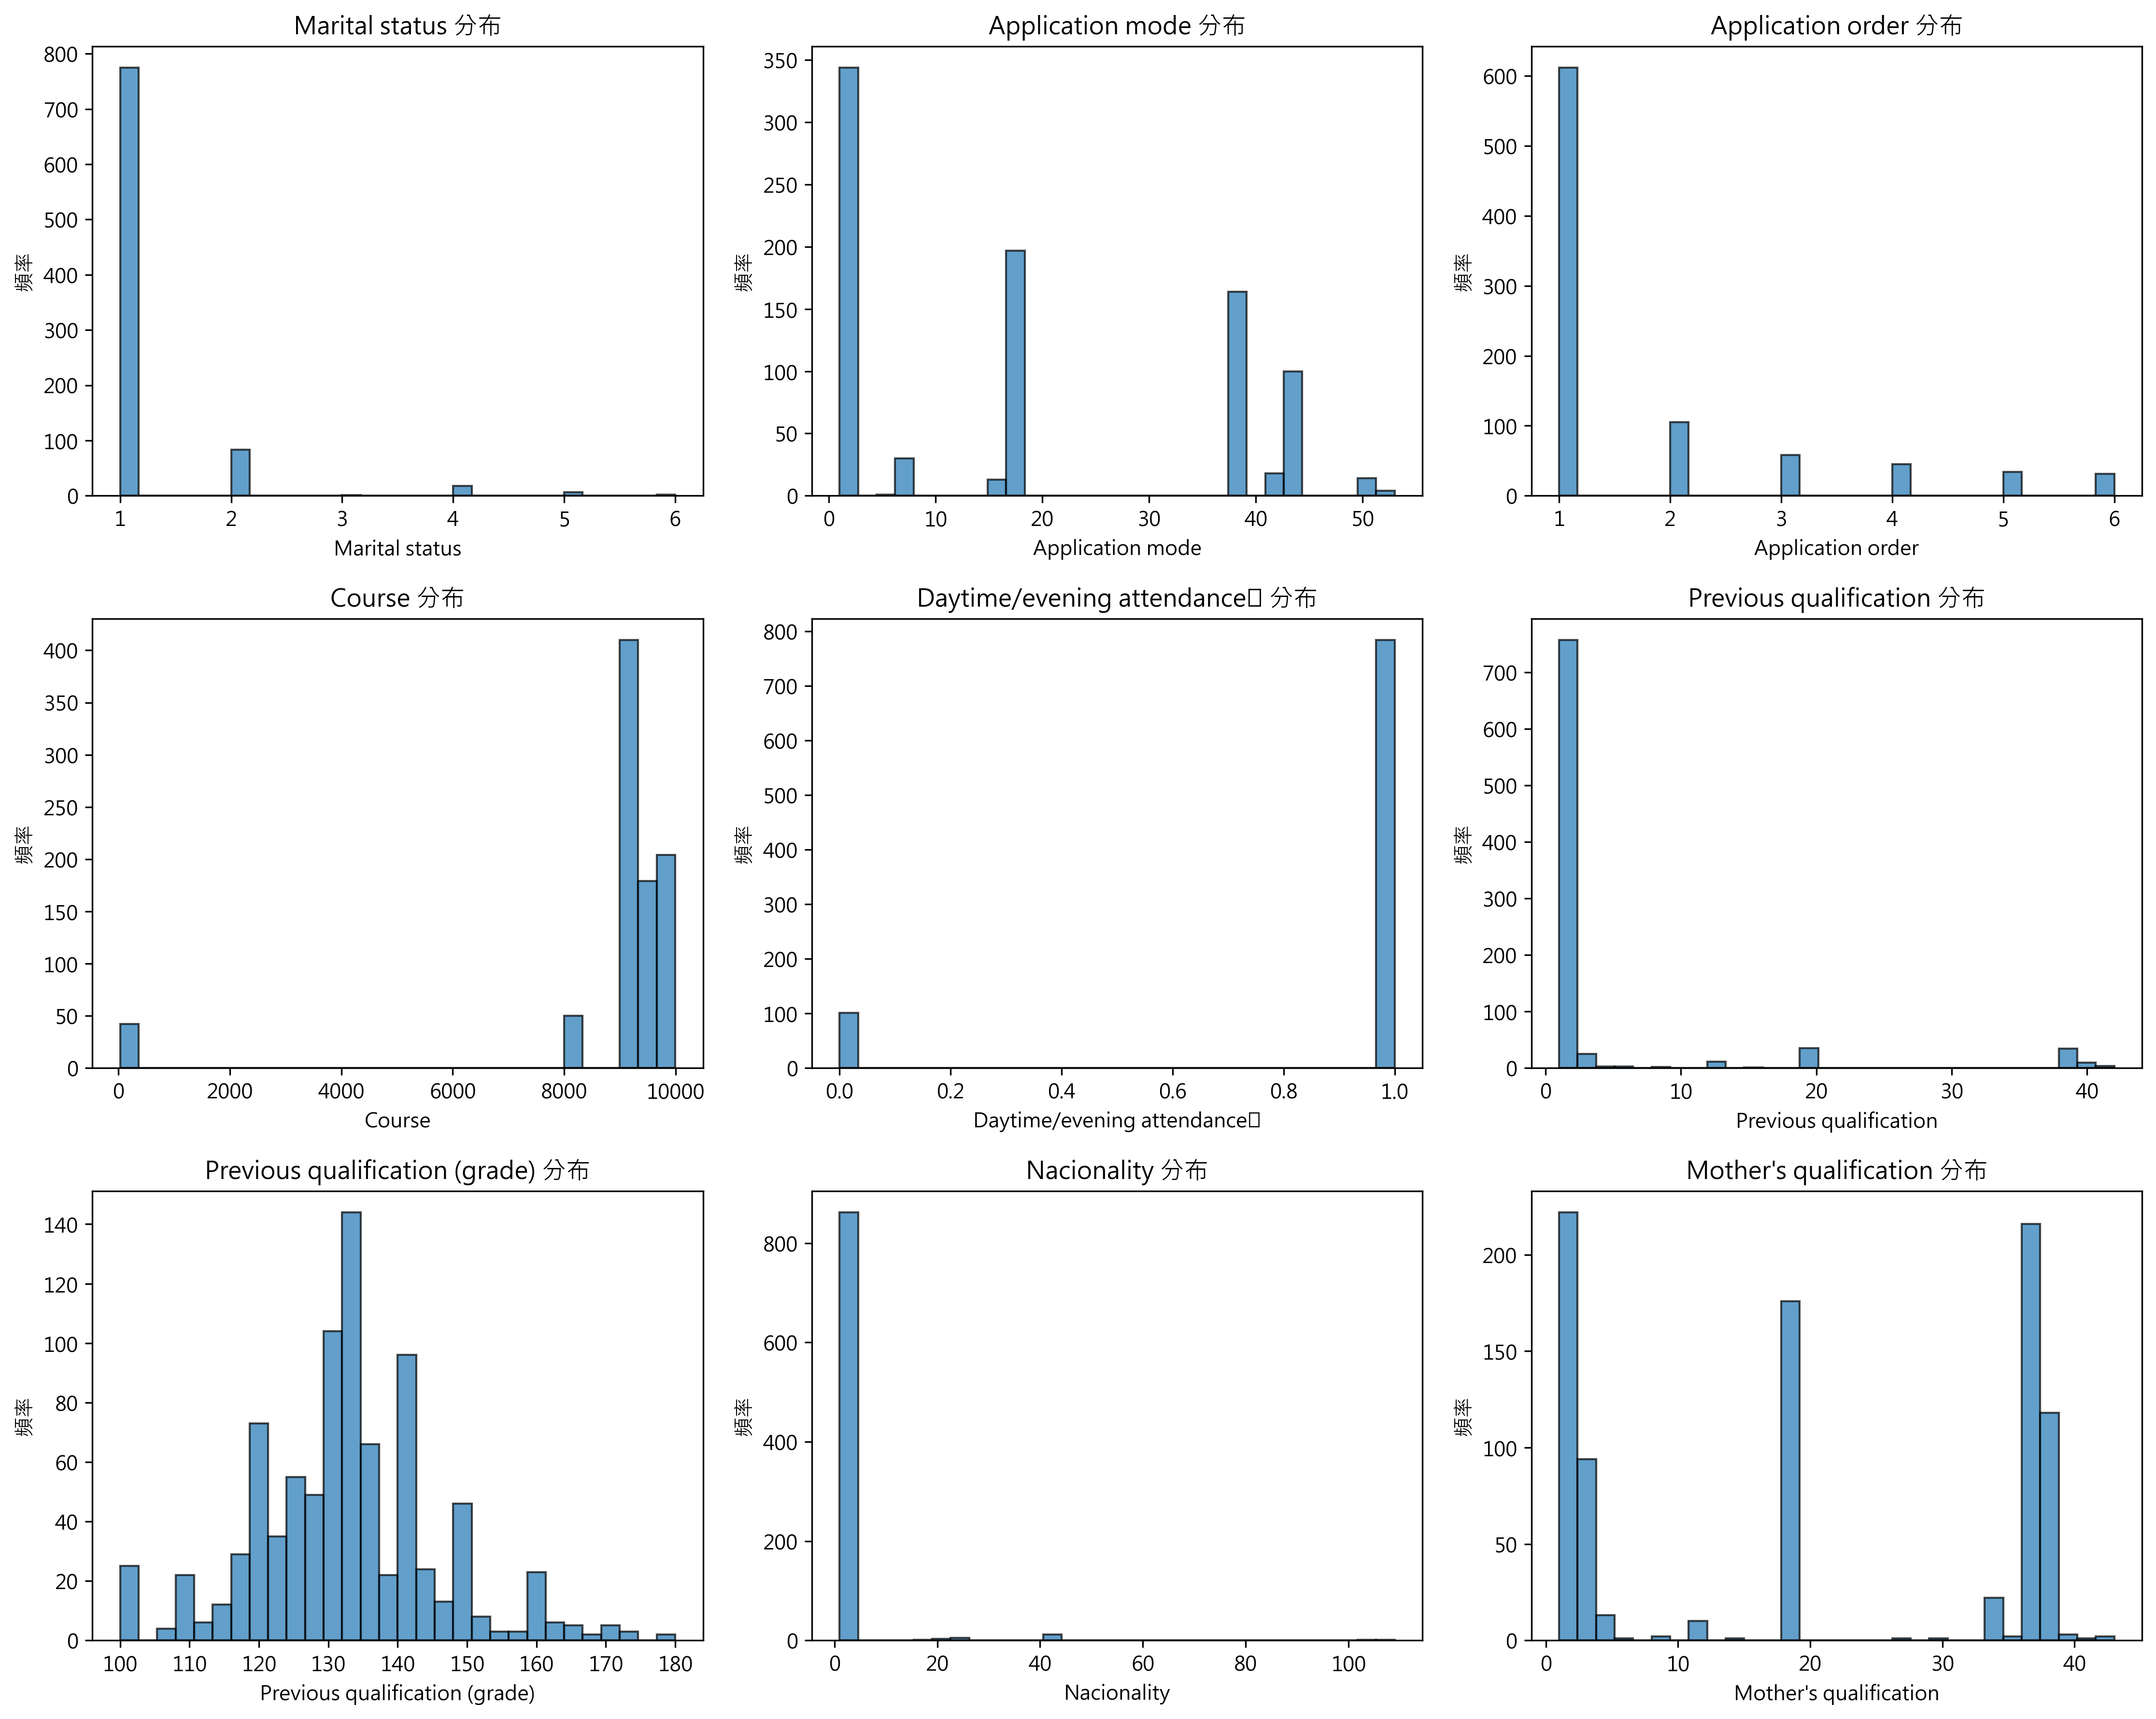 Marital status 分布
800
700
600
500
400
300
200
100
0
頻率
1 2 3 4 5 6
Marital status
Application mode 分布
350
300
250
200
150
100
50
0
頻率
0 10 20 30 40 50
Application mode
Application order 分布
600
500
400
300
200
100
0
頻率
1 2 3 4 5 6
Application order
Course 分布
400
350
300
250
200
150
100
50
0
頻率
0 2000 4000 6000 8000 10000
Course
Daytime/evening attendance▯ 分布
800
700
600
500
400
300
200
100
0
頻率
0.0 0.2 0.4 0.6 0.8 1.0
Daytime/evening attendance▯
Previous qualification 分布
700
600
500
400
300
200
100
0
頻率
0 10 20 30 40
Previous qualification
Previous qualification (grade) 分布
140
120
100
80
60
40
20
0
頻率
100 110 120 130 140 150 160 170 180
Previous qualification (grade)
Nacionality 分布
800
600
400
200
0
頻率
0 20 40 60 80 100
Nacionality
Mother's qualification 分布
200
150
100
50
0
頻率
0 10 20 30 40
Mother's qualification